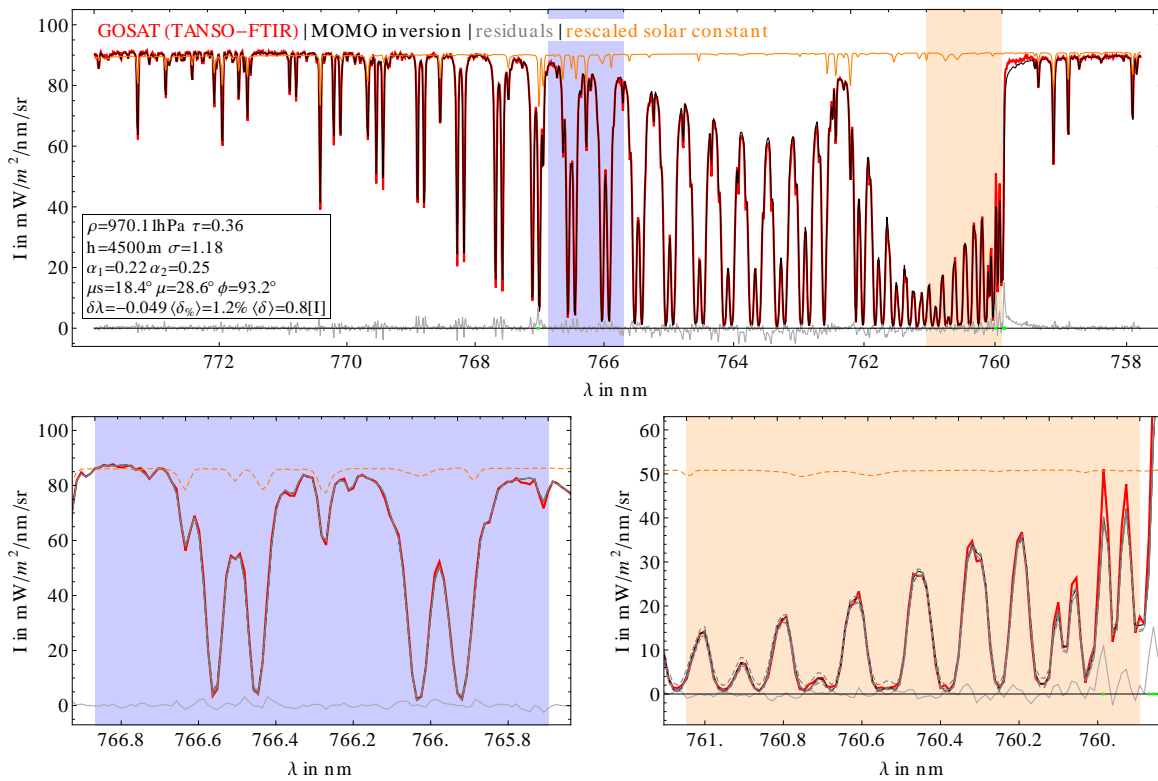 GOSAT (TANSO−FTIR) | MOMO inversion | residuals | rescaled solar constant
I in mW/m²/nm/sr
100
80
60
40
20
0
ρ=970.11hPa τ=0.36
h=4500.m σ=1.18
α₁=0.22 α₂=0.25
μs=18.4° μ=28.6° ϕ=93.2°
δλ=−0.049 ⟨δ%⟩=1.2% ⟨δ⟩=0.8[I]
772 770 768 766 764 762 760 758
λ in nm
I in mW/m²/nm/sr
100
80
60
40
20
0
766.8 766.6 766.4 766.2 766. 765.8
λ in nm
I in mW/m²/nm/sr
60
50
40
30
20
10
0
761. 760.8 760.6 760.4 760.2 760.
λ in nm